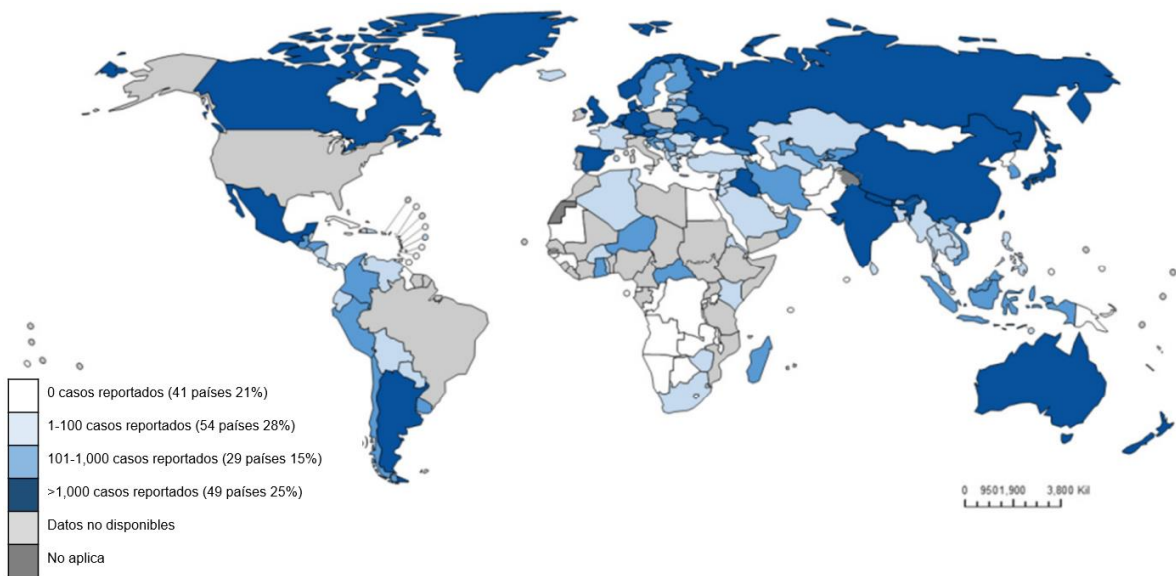 0 casos reportados (41 países 21%)
1-100 casos reportados (54 países 28%)
101-1,000 casos reportados (29 países 15%)
>1,000 casos reportados (49 países 25%)
Datos no disponibles
No aplica
0 9501,900 3,800 Kil